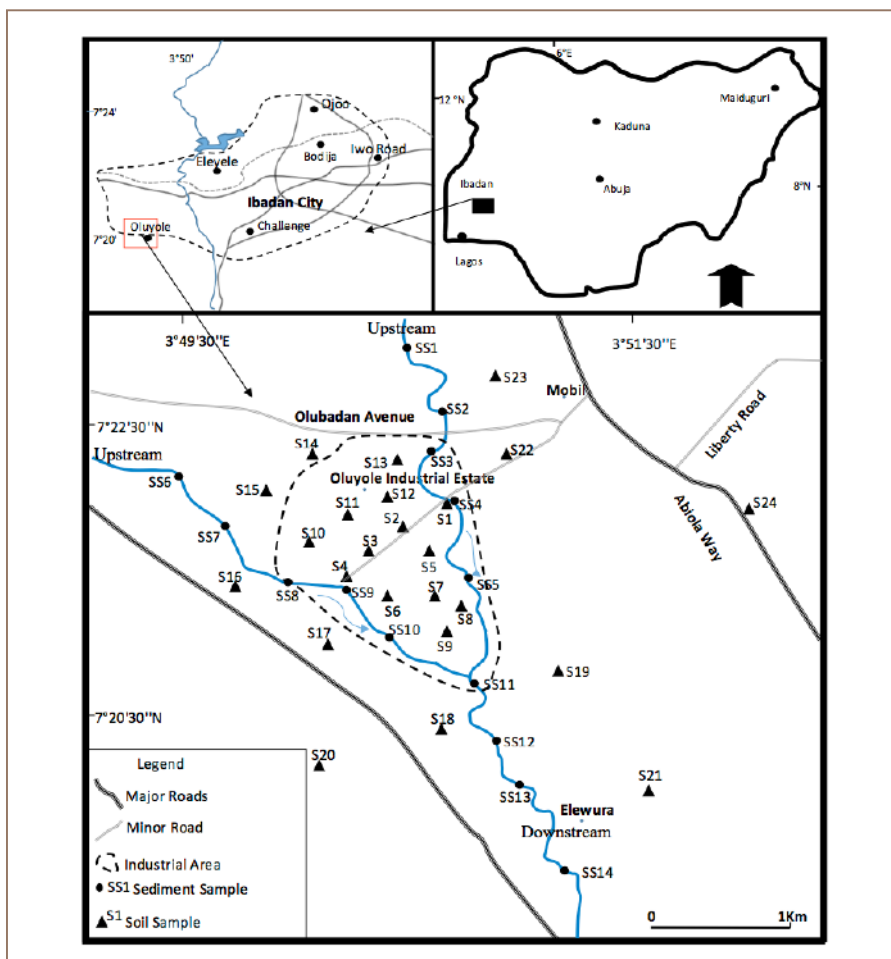 3°50'
7°24'
Ojoo
Bodija
Iwo Road
Eleyele
Ibadan City
Challenge
Oluyole
7°20'
6°E
12 °N
Maiduguri
Kaduna
Abuja
8°N
Ibadan
Lagos
3°49'30''E
Upstream
3°51'30''E
SS1
S23
Mobil
SS2
Olubadan Avenue
Liberty Road
7°22'30''N
Upstream
S14
S13
SS3
S22
SS6
Oluyole Industrial Estate
S15
S12
SS4
S24
S11
S2
S1
Abiola Way
SS7
S10
S3
S5
S4
SS5
S16
SS8
SS9
S6
S7
S8
S17
SS10
S9
SS11
S19
7°20'30''N
S18
SS12
S20
SS13
S21
Elewura
Downstream
SS14
Legend
Major Roads
Minor Road
Industrial Area
SS1 Sediment Sample
S1 Soil Sample
0 1Km